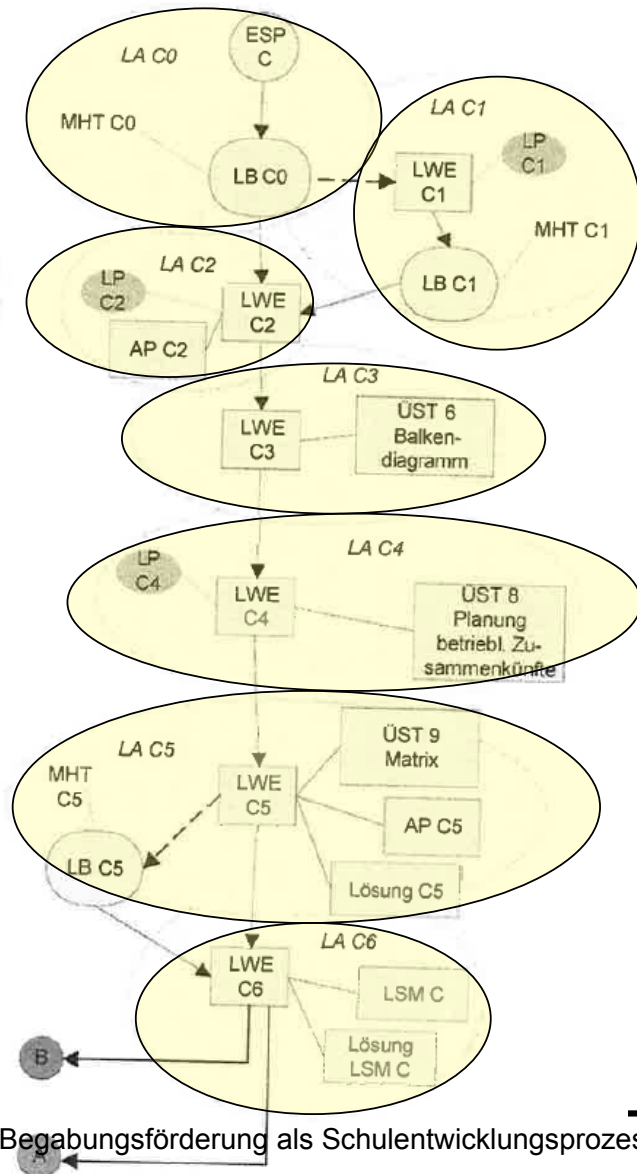 LA C0
ESP
C
MHT C0
LB C0
LA C1
LP
C1
LWE
C1
MHT C1
LB C1
LA C2
LP
C2
LWE
C2
AP C2
LA C3
LWE
C3
ÜST 6
Balken-
diagramm
LA C4
LP
C4
LWE
C4
ÜST 8
Planung
betriebl. Zu-
sammenkünfte
LA C5
MHT
C5
LWE
C5
ÜST 9
Matrix
AP C5
LB C5
Lösung C5
LA C6
LWE
C6
LSM C
Lösung
LSM C
B
A
Begabungsförderung als Schulentwicklungsprozes